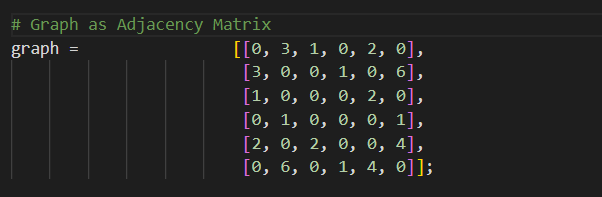 # Graph as Adjacency Matrix
graph = [[0, 3, 1, 0, 2, 0],
[3, 0, 0, 1, 0, 6],
[1, 0, 0, 0, 2, 0],
[0, 1, 0, 0, 0, 1],
[2, 0, 2, 0, 0, 4],
[0, 6, 0, 1, 4, 0]];